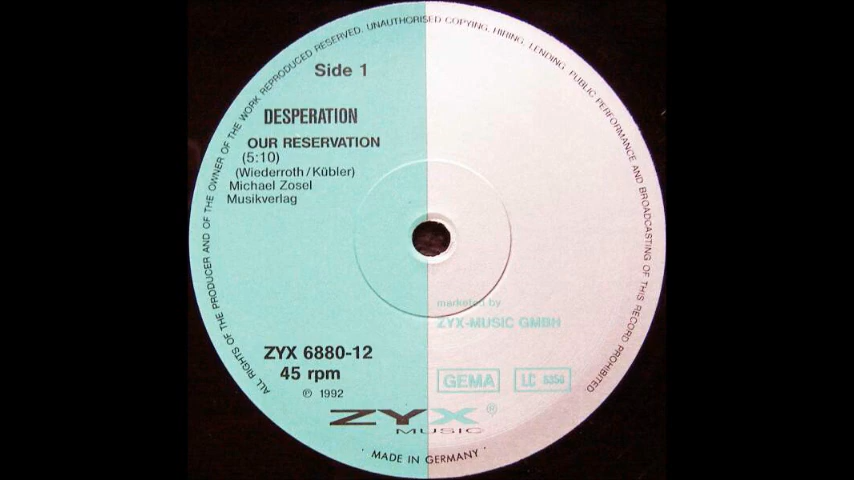 ALL RIGHTS OF THE PRODUCER AND OF THE OWNER OF THE WORK REPRODUCED RESERVED. UNAUTHORISED COPYING, HIRING, LENDING, PUBLIC PERFORMANCE AND BROADCASTING OF THIS RECORD PROHIBITED
Side 1
DESPERATION
OUR RESERVATION
(5:10)
(Wiederroth/Kübler)
Michael Zosel
Musikverlag
marketed by
ZYX-MUSIC GMBH
ZYX 6880-12
45 rpm
GEMA LC
℗ 1992
ZYX®
MUSIC
· MADE IN GERMANY ·